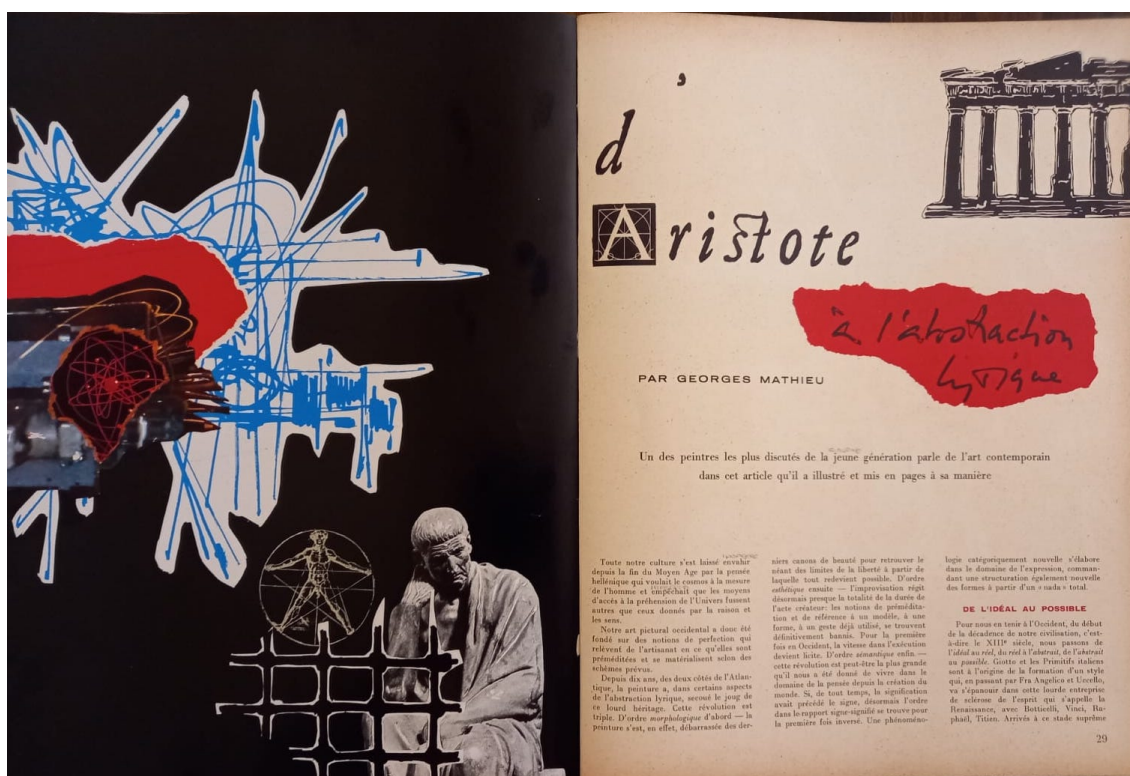 d'
Aristote
à l'abstraction
lyrique
PAR GEORGES MATHIEU
Un des peintres les plus discutés de la jeune génération parle de l'art contemporain
dans cet article qu'il a illustré et mis en pages à sa manière
Toute notre culture s'est laissé envahir
depuis la fin du Moyen Age par la pensée
hellénique qui voulait le cosmos à la mesure
de l'homme et empêchait que les moyens
d'accès à la préhension de l'Univers fussent
autres que ceux donnés par la raison et
les sens.
Notre art pictural occidental a donc été
fondé sur des notions de perfection qui
relèvent de l'artisanat en ce qu'elles sont
préméditées et se matérialisent selon des
schèmes prévus.
Depuis dix ans, des deux côtés de l'Atlan-
tique, la peinture a, dans certains aspects
de l'abstraction lyrique, secoué le joug de
ce lourd héritage. Cette révolution est
triple. D'ordre morphologique d'abord — la
peinture s'est, en effet, débarrassée des der-
niers canons de beauté pour retrouver le
néant des limites de la liberté à partir de
laquelle tout redevient possible. D'ordre
esthétique ensuite — l'improvisation régit
désormais presque la totalité de la durée de
l'acte créateur: les notions de prémédita-
tion et de référence à un modèle, à une
forme, à un geste déjà utilisé, se trouvent
définitivement bannis. Pour la première
fois en Occident, la vitesse dans l'exécution
devient licite. D'ordre sémantique enfin —
cette révolution est peut-être la plus grande
qu'il nous a été donné de vivre dans le
domaine de la pensée depuis la création du
monde. Si, de tout temps, la signification
avait précédé le signe, désormais l'ordre
dans le rapport signe-signifié se trouve pour
la première fois inversé. Une phénoméno-
logie catégoriquement nouvelle s'élabore
dans le domaine de l'expression, comman-
dant une structuration également nouvelle
des formes à partir d'un « nada » total.
DE L'IDÉAL AU POSSIBLE
Pour nous en tenir à l'Occident, du début
de la décadence de notre civilisation, c'est-
à-dire le XIIIe siècle, nous passons de
l'idéal au réel, du réel à l'abstrait, de l'abstrait
au possible. Giotto et les Primitifs italiens
sont à l'origine de la formation d'un style
qui, en passant par Fra Angelico et Uccello,
va s'épanouir dans cette lourde entreprise
de sclérose de l'esprit qui s'appelle la
Renaissance, avec Botticelli, Vinci, Ra-
phaël, Titien. Arrivés à ce stade suprême
29